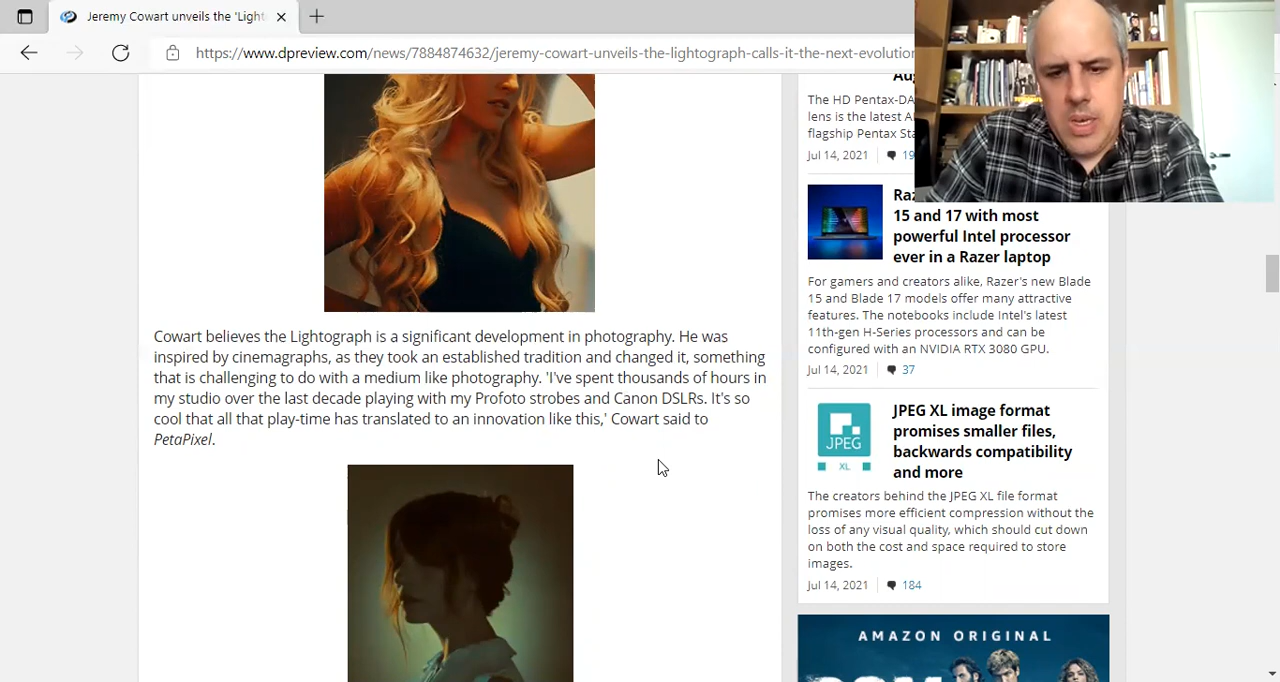 Jeremy Cowart unveils the 'Light
https://www.dpreview.com/news/7884874632/jeremy-cowart-unveils-the-lightograph-calls-it-the-next-evolution
Cowart believes the Lightograph is a significant development in photography. He was
inspired by cinemagraphs, as they took an established tradition and changed it, something
that is challenging to do with a medium like photography. 'I've spent thousands of hours in
my studio over the last decade playing with my Profoto strobes and Canon DSLRs. It's so
cool that all that play-time has translated to an innovation like this,' Cowart said to
PetaPixel.
The HD Pentax-DA
lens is the latest
flagship Pentax
Jul 14, 2021
15 and 17 with most
powerful Intel processor
ever in a Razer laptop
For gamers and creators alike, Razer's new Blade
15 and Blade 17 models offer many attractive
features. The notebooks include Intel's latest
11th-gen H-Series processors and can be
configured with an NVIDIA RTX 3080 GPU.
Jul 14, 2021 37
JPEG XL image format
promises smaller files,
backwards compatibility
and more
JPEG
XL
The creators behind the JPEG XL file format
promises more efficient compression without the
loss of any visual quality, which should cut down
on both the cost and space required to store
images.
Jul 14, 2021 184
AMAZON ORIGINAL